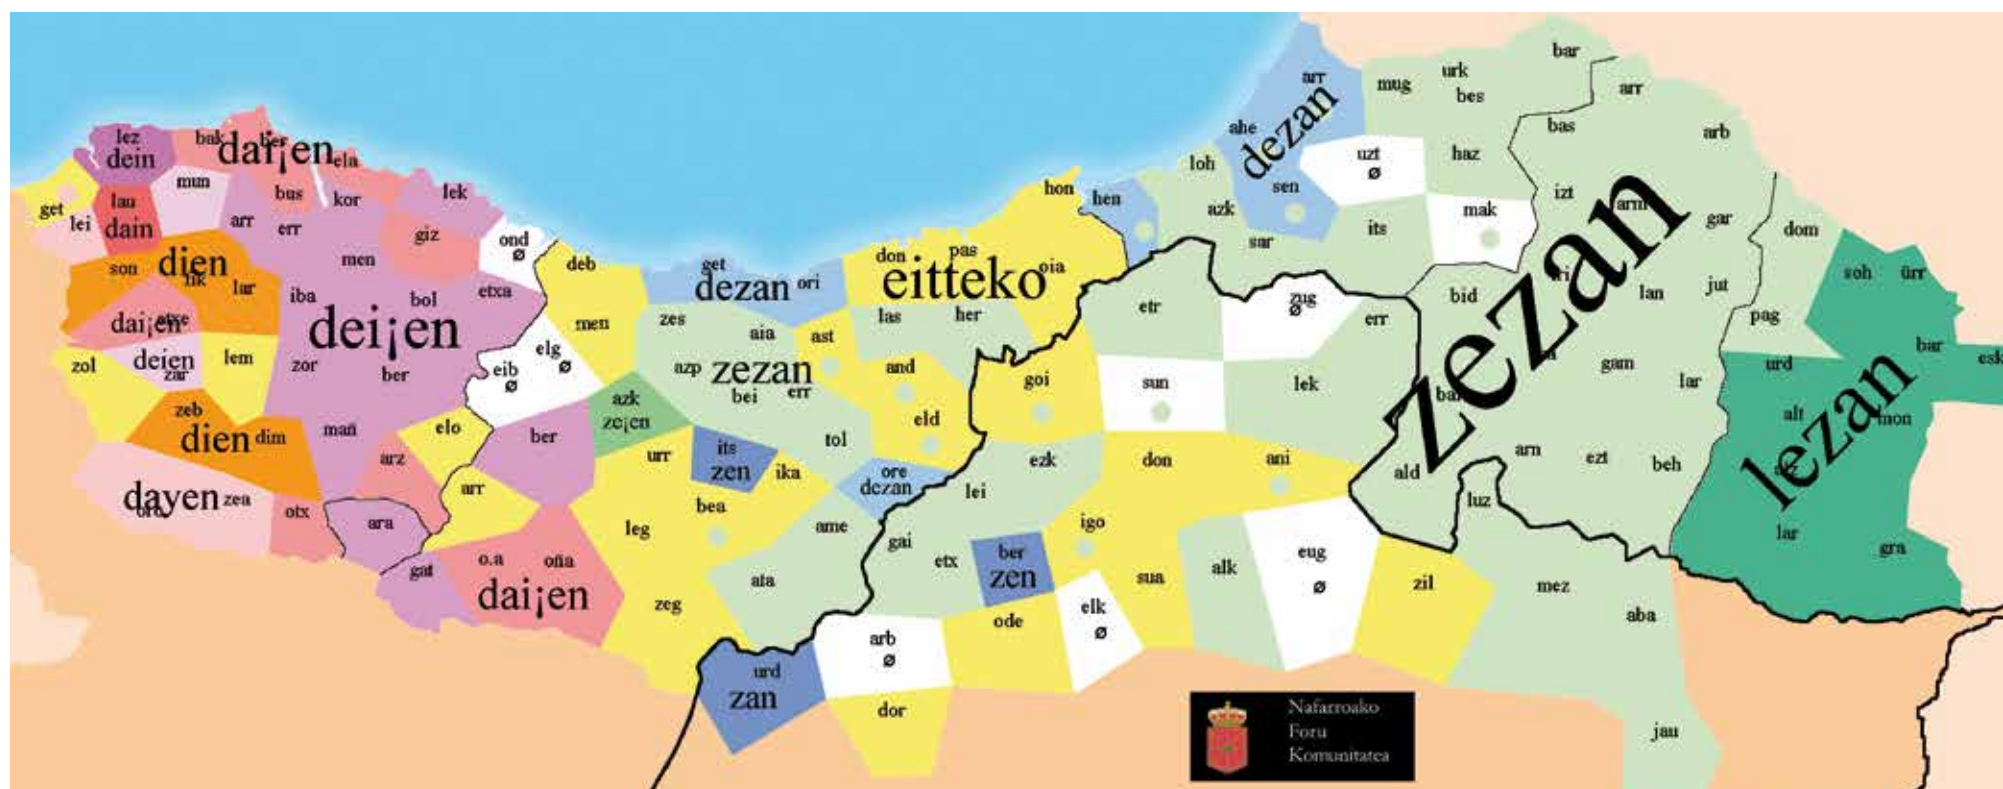 lez
dein
bak
dai¡en
ela
get
lei
lau
dain
mun
arr
err
bus
kor
lek
giz
men
ond
ø
son
dien
lar
iba
bol
etxa
dei¡en
dai¡en
deien
zar
zol
lem
zor
ber
mañ
zeb
dien
dim
elo
arz
dayen
zea
otx
ara
arr
gat
o.a
oña
dai¡en
eib
ø
elg
ø
deb
men
ber
azk
ze¡en
get
dezan
ori
zes
aia
azp
zezan
bei
err
tol
ast
and
eld
urr
its
zen
ika
bea
leg
ore
dezan
ame
ata
zeg
don
pas
eitteko
oia
hon
las
her
hen
loh
azk
sar
ahe
arr
dezan
sen
uzt
ø
its
mug
urk
bes
haz
mak
bar
bas
izt
arr
arb
arm
gar
jut
lan
bid
zezan
gam
lar
arn
ezt
beh
ald
luz
dom
pag
soh
ürr
bar
esk
urd
alt
mon
lezan
lar
gra
etr
zug
ø
err
goi
sun
lek
ezk
don
ani
lei
gai
etx
ber
zen
igo
sua
alk
eug
ø
zil
mez
aba
jau
ode
elk
ø
arb
ø
urd
zan
dor
Nafarroako
Foru
Komunitatea